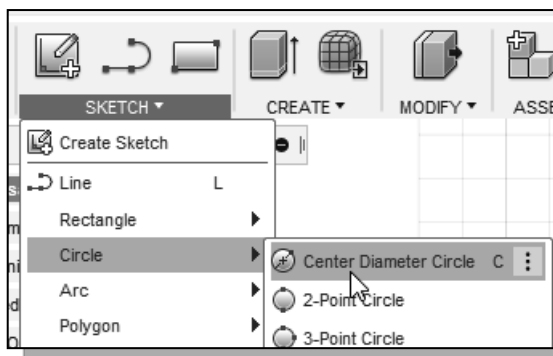 SKETCH ▾ CREATE ▾ MODIFY ▾ ASSE
Create Sketch
Line L
Rectangle
Circle
Center Diameter Circle C
Arc
2-Point Circle
Polygon
3-Point Circle